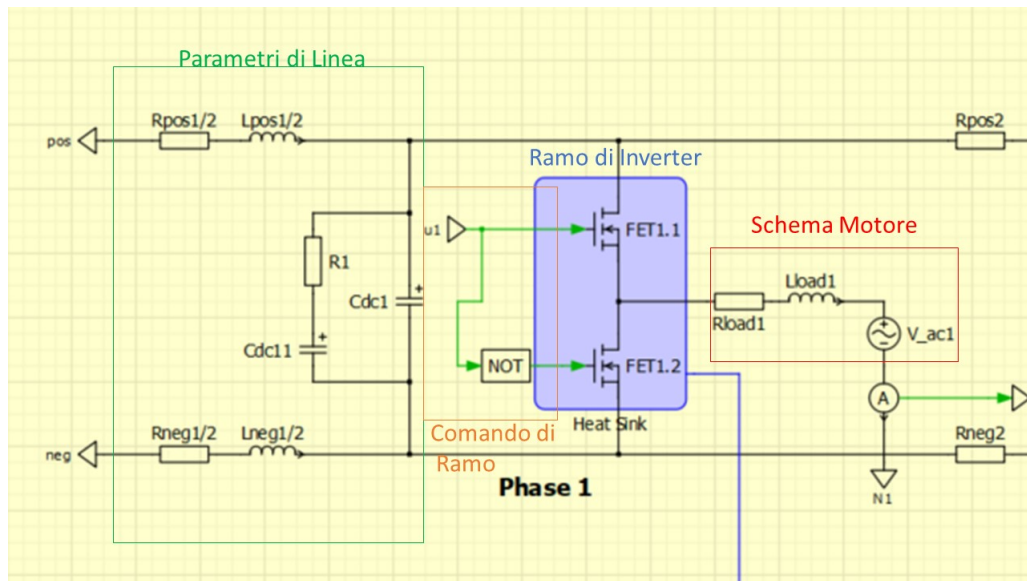 Parametri di Linea
Rpos1/2 Lpos1/2 Rpos2
pos
Ramo di Inverter
u1 FET1.1 Schema Motore
R1
Cdc1 + Lload1
Rload1 + V_ac1
Cdc11 + NOT FET1.2
A
Heat Sink
Rneg1/2 Lneg1/2 Comando di Rneg2
neg Ramo
Phase 1 N1